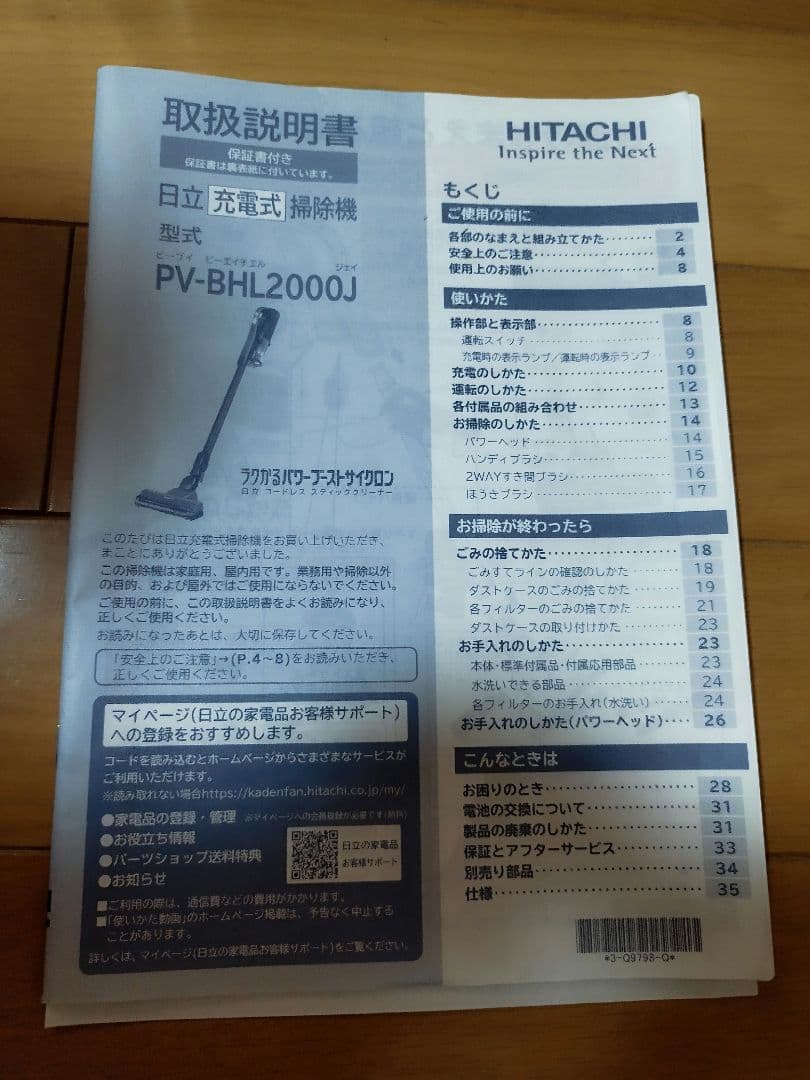 取扱説明書
保証書付き
保証書は裏表紙に付いています。
日立 充電式 掃除機
型式
ピーブイ ビーエイチエル ジェイ
PV-BHL2000J
ラクかるパワーブーストサイクロン
日立 コードレス スティッククリーナー
このたびは日立充電式掃除機をお買い上げいただき、
まことにありがとうございました。
この掃除機は家庭用、屋内用です。業務用や掃除以外
の目的、および屋外ではご使用にならないでください。
ご使用の前に、この取扱説明書をよくお読みになり、
正しくご使用ください。
お読みになったあとは、大切に保存してください。
「安全上のご注意」→(P.4～8)をお読みいただき、
正しくご使用ください。
マイページ(日立の家電品お客様サポート)
への登録をおすすめします。
コードを読み込むとホームページからさまざまなサービスが
ご利用いただけます。
※読み取れない場合https://kadenfan.hitachi.co.jp/my/
●家電品の登録・管理 ※マイページへの会員登録が必要です(無料)
●お役立ち情報
●パーツショップ送料特典
●お知らせ
日立の家電品
お客様サポート
■ご利用の際は、通信費などの費用がかかります。
■「使いかた動画」のホームページ掲載は、予告なく中止する
ことがあります。
詳しくは、マイページ(日立の家電品お客様サポート)をご覧ください。
HITACHI
Inspire the Next
もくじ
ご使用の前に
各部のなまえと組み立てかた‥‥‥‥ 2
安全上のご注意‥‥‥‥‥‥‥‥ 4
使用上のお願い‥‥‥‥‥‥‥‥ 8
使いかた
操作部と表示部‥‥‥‥‥‥‥‥ 8
運転スイッチ‥‥‥‥‥‥‥‥ 8
充電時の表示ランプ／運転時の表示ランプ‥ 9
充電のしかた‥‥‥‥‥‥‥‥ 10
運転のしかた‥‥‥‥‥‥‥‥ 12
各付属品の組み合わせ‥‥‥‥‥ 13
お掃除のしかた‥‥‥‥‥‥‥‥ 14
パワーヘッド‥‥‥‥‥‥‥‥ 14
ハンディブラシ‥‥‥‥‥‥‥ 15
2WAYすき間ブラシ‥‥‥‥‥‥ 16
ほうきブラシ‥‥‥‥‥‥‥‥ 17
お掃除が終わったら
ごみの捨てかた‥‥‥‥‥‥‥‥ 18
ごみすてラインの確認のしかた‥‥ 18
ダストケースのごみの捨てかた‥‥ 19
各フィルターのごみの捨てかた‥‥ 21
ダストケースの取り付けかた‥‥‥ 23
お手入れのしかた‥‥‥‥‥‥‥ 23
本体・標準付属品・付属応用部品‥‥ 23
水洗いできる部品‥‥‥‥‥‥‥ 24
各フィルターのお手入れ(水洗い)‥‥ 24
お手入れのしかた(パワーヘッド)‥‥ 26
こんなときは
お困りのとき‥‥‥‥‥‥‥‥‥ 28
電池の交換について‥‥‥‥‥‥‥ 31
製品の廃棄のしかた‥‥‥‥‥‥‥ 31
保証とアフターサービス‥‥‥‥‥ 33
別売り部品‥‥‥‥‥‥‥‥‥‥ 34
仕様‥‥‥‥‥‥‥‥‥‥‥‥ 35
*3-Q9798-Q*